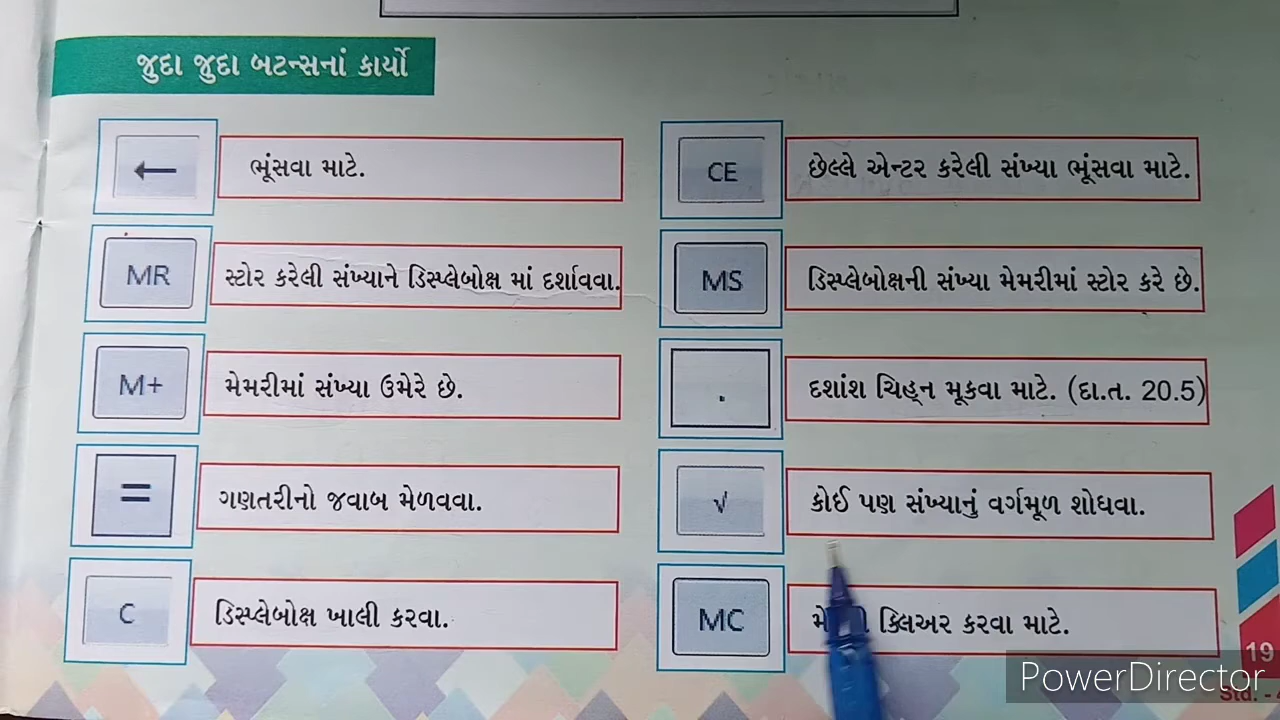 જુદા જુદા બટન્સનાં કાર્યો
← ભૂંસવા માટે.
CE છેલ્લે એન્ટર કરેલી સંખ્યા ભૂંસવા માટે.
MR સ્ટોર કરેલી સંખ્યાને ડિસ્પ્લેબોક્ષ માં દર્શાવવા.
MS ડિસ્પ્લેબોક્ષની સંખ્યા મેમરીમાં સ્ટોર કરે છે.
M+ મેમરીમાં સંખ્યા ઉમેરે છે.
. દશાંશ ચિહ્ન મૂકવા માટે. (દા.ત. 20.5)
= ગણતરીનો જવાબ મેળવવા.
√ કોઈ પણ સંખ્યાનું વર્ગમૂળ શોધવા.
C ડિસ્પ્લેબોક્ષ ખાલી કરવા.
MC ક્લિઅર કરવા માટે.
19
PowerDirector
Std. -